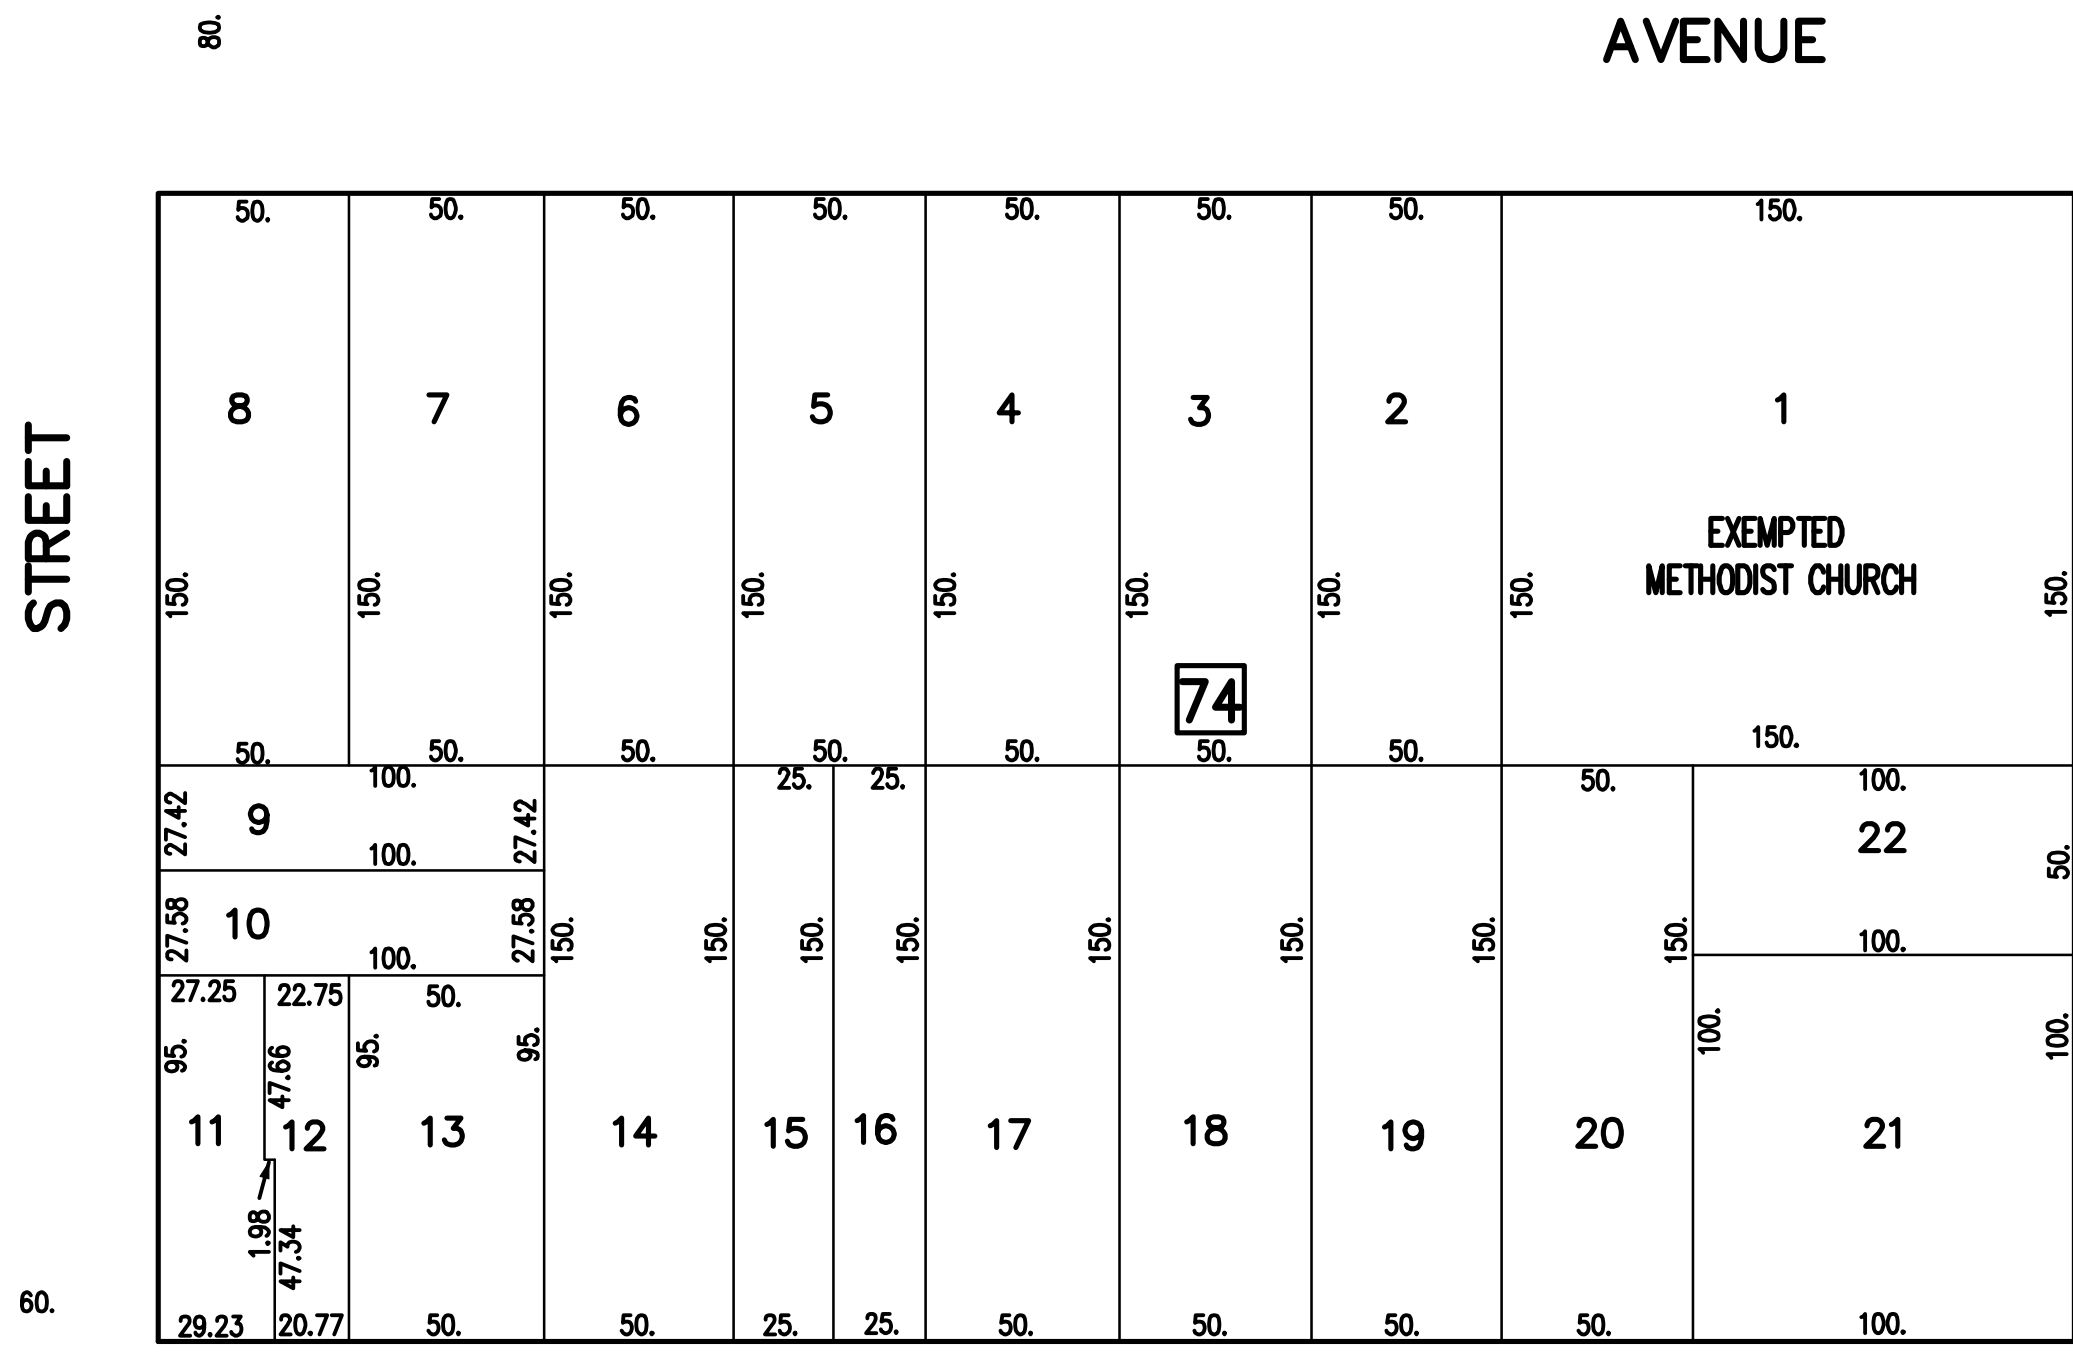 80.
AVENUE
50. 50. 50. 50. 50. 50. 50. 150.
8 7 6 5 4 3 2 1
STREET
EXEMPTED
METHODIST CHURCH
150. 150. 150. 150. 150. 150. 150. 150. 150.
74
50. 50. 50. 50. 50. 50. 50. 150.
100. 25. 25. 50. 100.
27.42 9 27.42 22
100. 50.
27.58 10 27.58 150. 150. 150. 150. 150. 150. 150. 150. 100.
100.
27.25 22.75 50.
95. 47.66 95. 95. 100. 100.
11 12 13 14 15 16 17 18 19 20 21
1.98 47.34
60.
29.23 20.77 50. 50. 25. 25. 50. 50. 50. 50. 100.